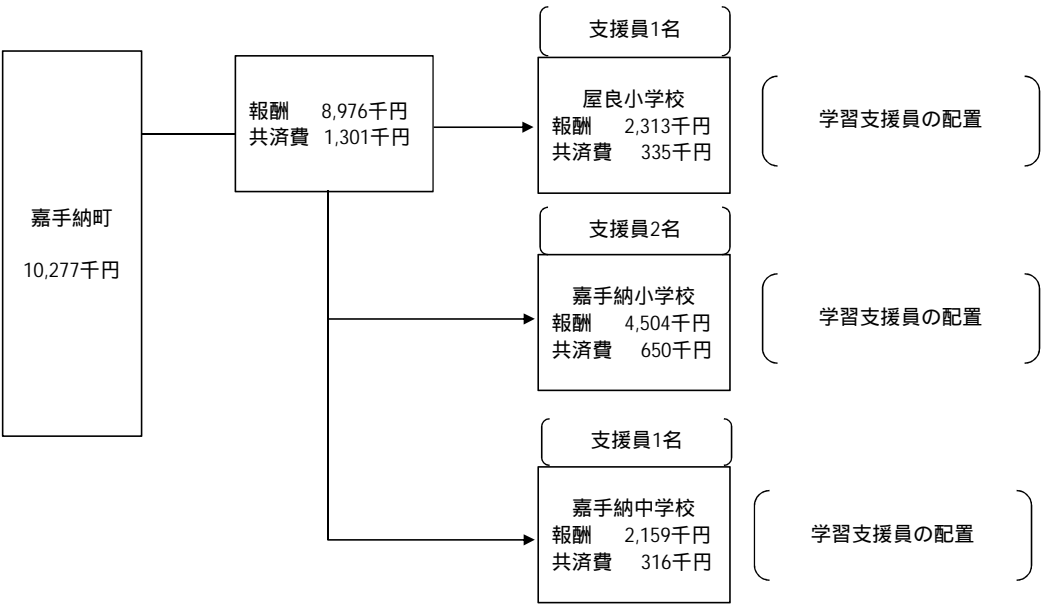 嘉手納町
10,277千円
報酬 8,976千円
共済費 1,301千円
支援員1名
屋良小学校
報酬 2,313千円
共済費 335千円
学習支援員の配置
支援員2名
嘉手納小学校
報酬 4,504千円
共済費 650千円
学習支援員の配置
支援員1名
嘉手納中学校
報酬 2,159千円
共済費 316千円
学習支援員の配置